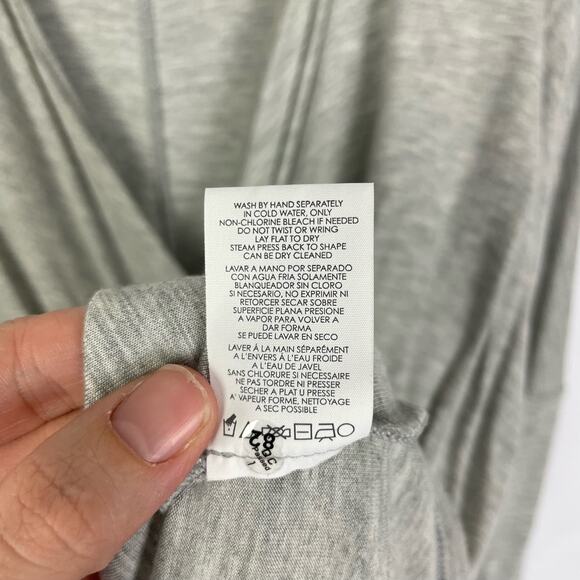 WASH BY HAND SEPARATELY
IN COLD WATER, ONLY
NON-CHLORINE BLEACH IF NEEDED
DO NOT TWIST OR WRING
LAY FLAT TO DRY
STEAM PRESS BACK TO SHAPE
CAN BE DRY CLEANED
LAVAR A MANO POR SEPARADO
CON AGUA FRIA SOLAMENTE
BLANQUEADOR SIN CLORO
SI NECESARIO, NO EXPRIMIR NI
RETORCER SECAR SOBRE
SUPERFICIE PLANA PRESIONE
A VAPOR PARA VOLVER A
DAR FORMA
SE PUEDE LAVAR EN SECO
LAVER À LA MAIN SÉPARÉMENT
A L'ENVERS À L'EAU FROIDE
A L'EAU DE JAVEL
SANS CHLORURE SI NECESSAIRE
NE PAS TORDRE NI PRESSER
SECHER A PLAT U PRESSE
A' VAPEUR FORME, NETTOYAGE
A SEC POSSIBLE